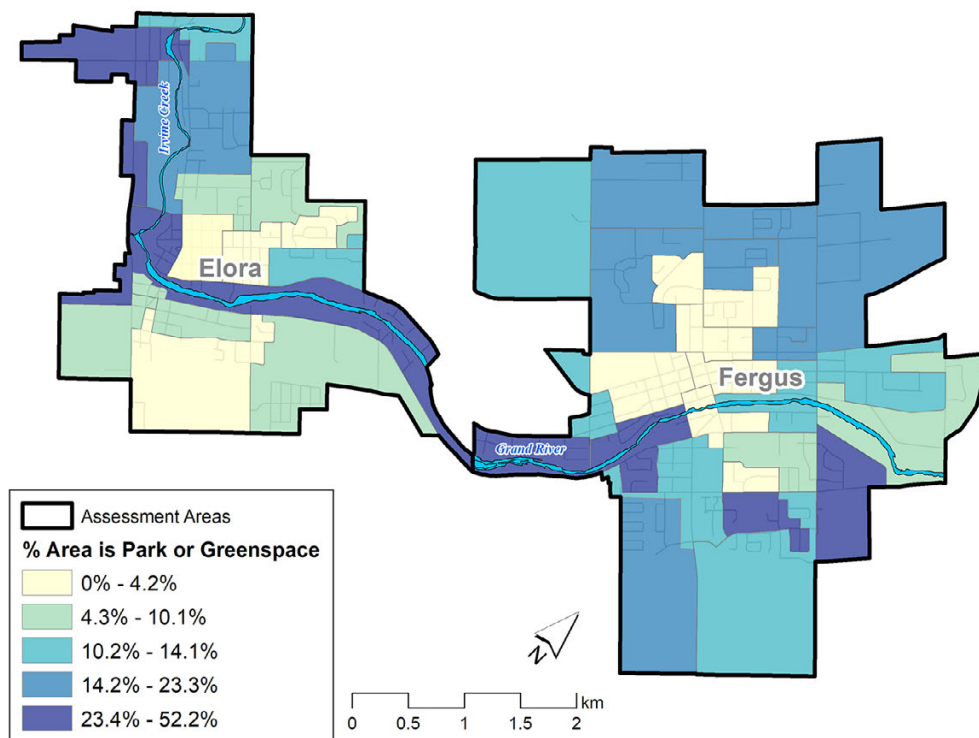 Irvine Creek
Elora
Fergus
Grand River
Assessment Areas
% Area is Park or Greenspace
0% - 4.2%
4.3% - 10.1%
10.2% - 14.1%
14.2% - 23.3%
23.4% - 52.2%
N
km
0 0.5 1 1.5 2